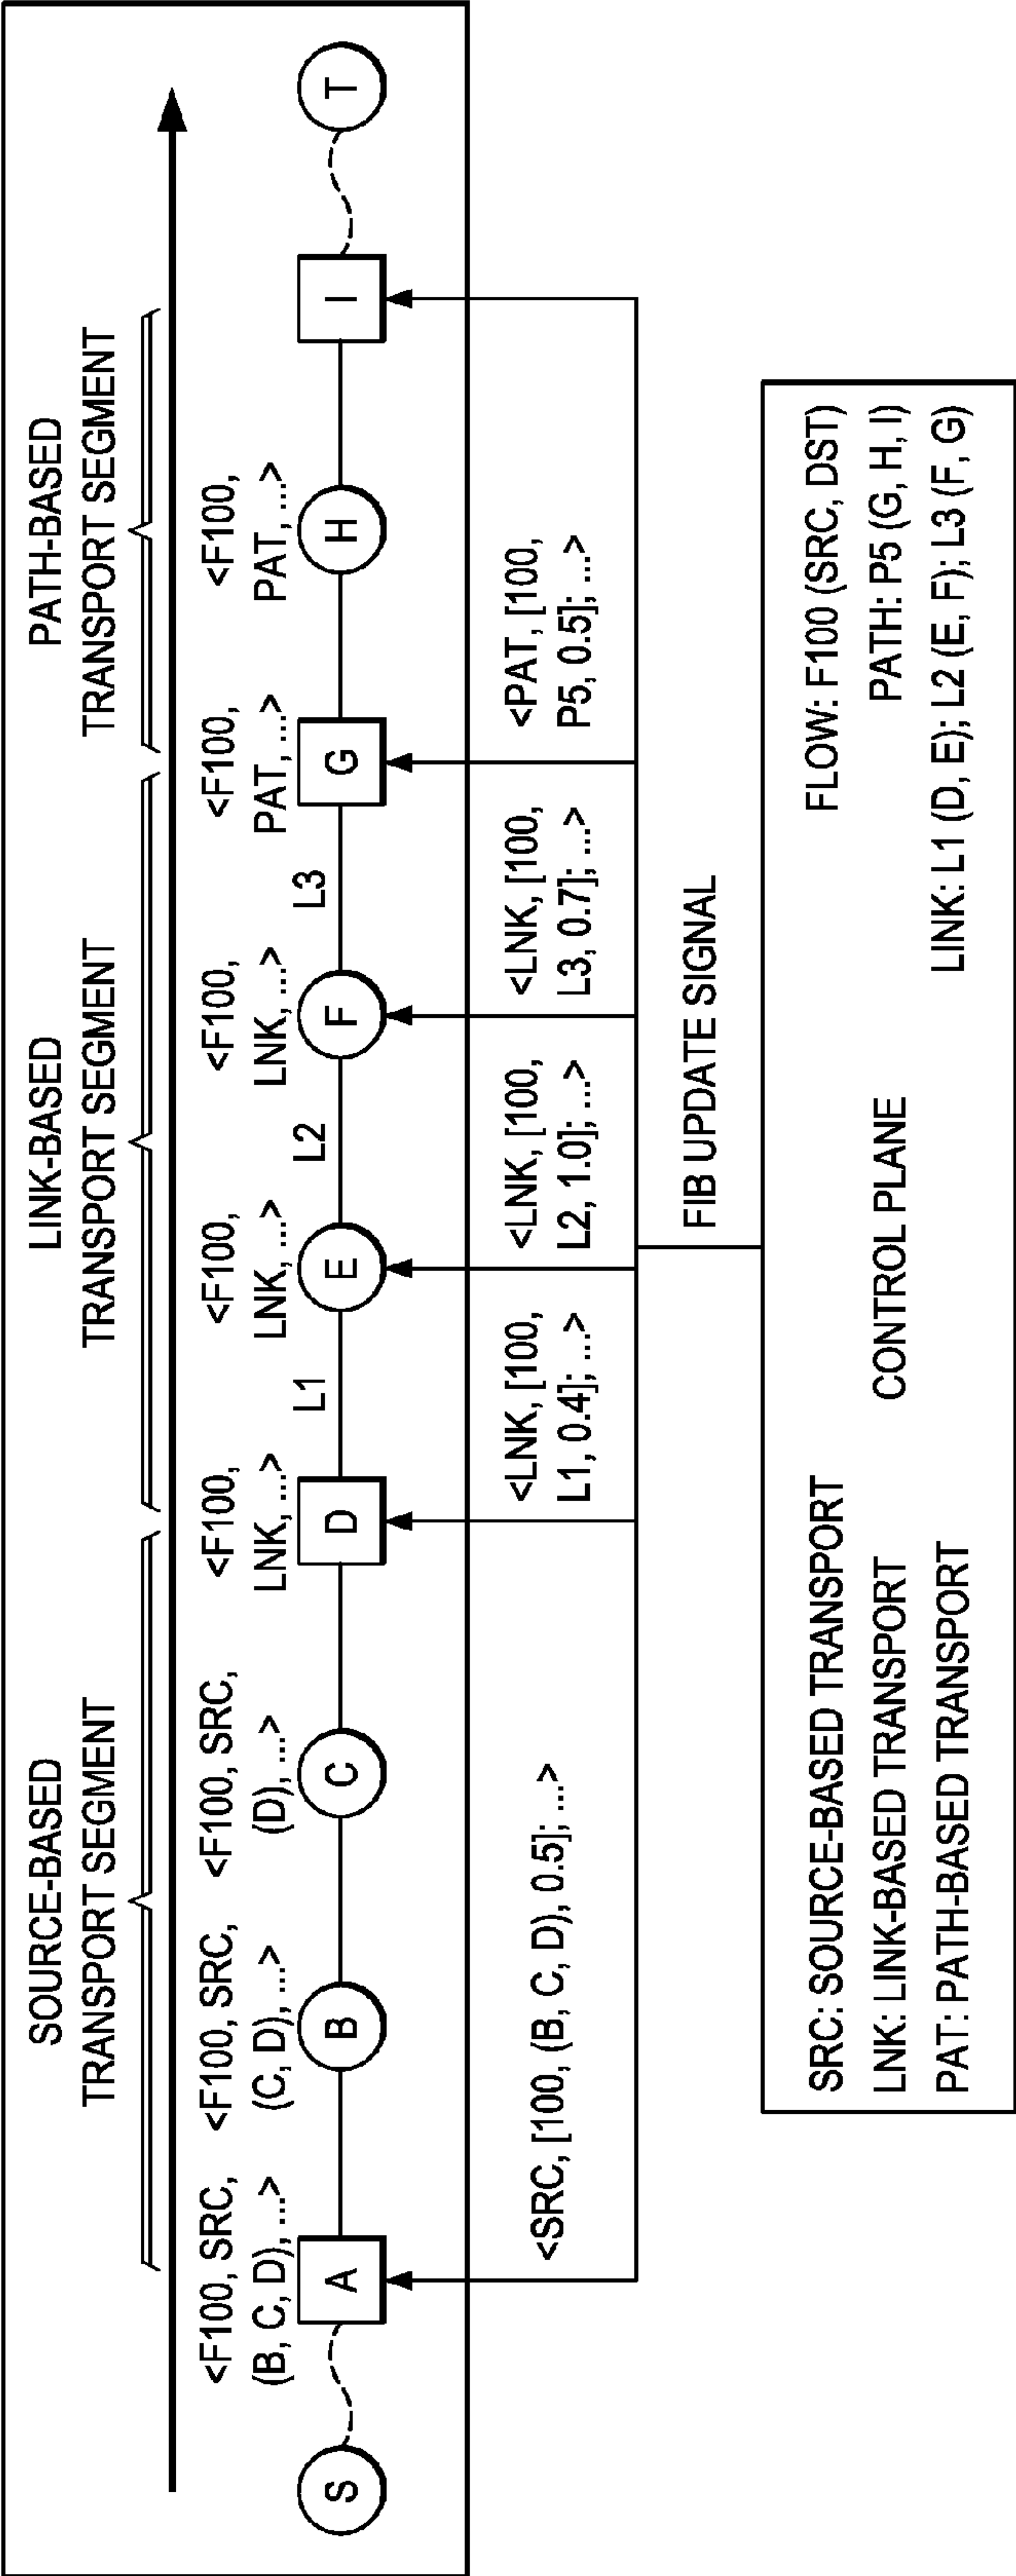 SOURCE-BASED
TRANSPORT SEGMENT
LINK-BASED
TRANSPORT SEGMENT
PATH-BASED
TRANSPORT SEGMENT
<F100, SRC,
(B, C, D), ...>
<F100, SRC,
(C, D), ...>
<F100, SRC,
(D), ...>
<F100,
LNK, ...>
<F100,
LNK, ...>
<F100,
LNK, ...>
<F100,
PAT, ...>
<F100,
PAT, ...>
S
A
B
C
D
L1
E
L2
F
L3
G
H
I
T
<SRC, [100, (B, C, D), 0.5]; ...>
<LNK, [100,
L1, 0.4]; ...>
<LNK, [100,
L2, 1.0]; ...>
<LNK, [100,
L3, 0.7]; ...>
<PAT, [100,
P5, 0.5]; ...>
FIB UPDATE SIGNAL
SRC: SOURCE-BASED TRANSPORT
LNK: LINK-BASED TRANSPORT
PAT: PATH-BASED TRANSPORT
CONTROL PLANE
FLOW: F100 (SRC, DST)
PATH: P5 (G, H, I)
LINK: L1 (D, E); L2 (E, F); L3 (F, G)